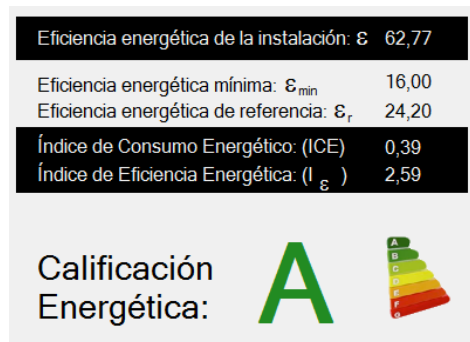 Eficiencia energética de la instalación: ε 62,77
Eficiencia energética mínima: εmin 16,00
Eficiencia energética de referencia: εr 24,20
Índice de Consumo Energético: (ICE) 0,39
Índice de Eficiencia Energética: (I ε ) 2,59
Calificación
Energética:
A
A
B
C
D
E
F
G